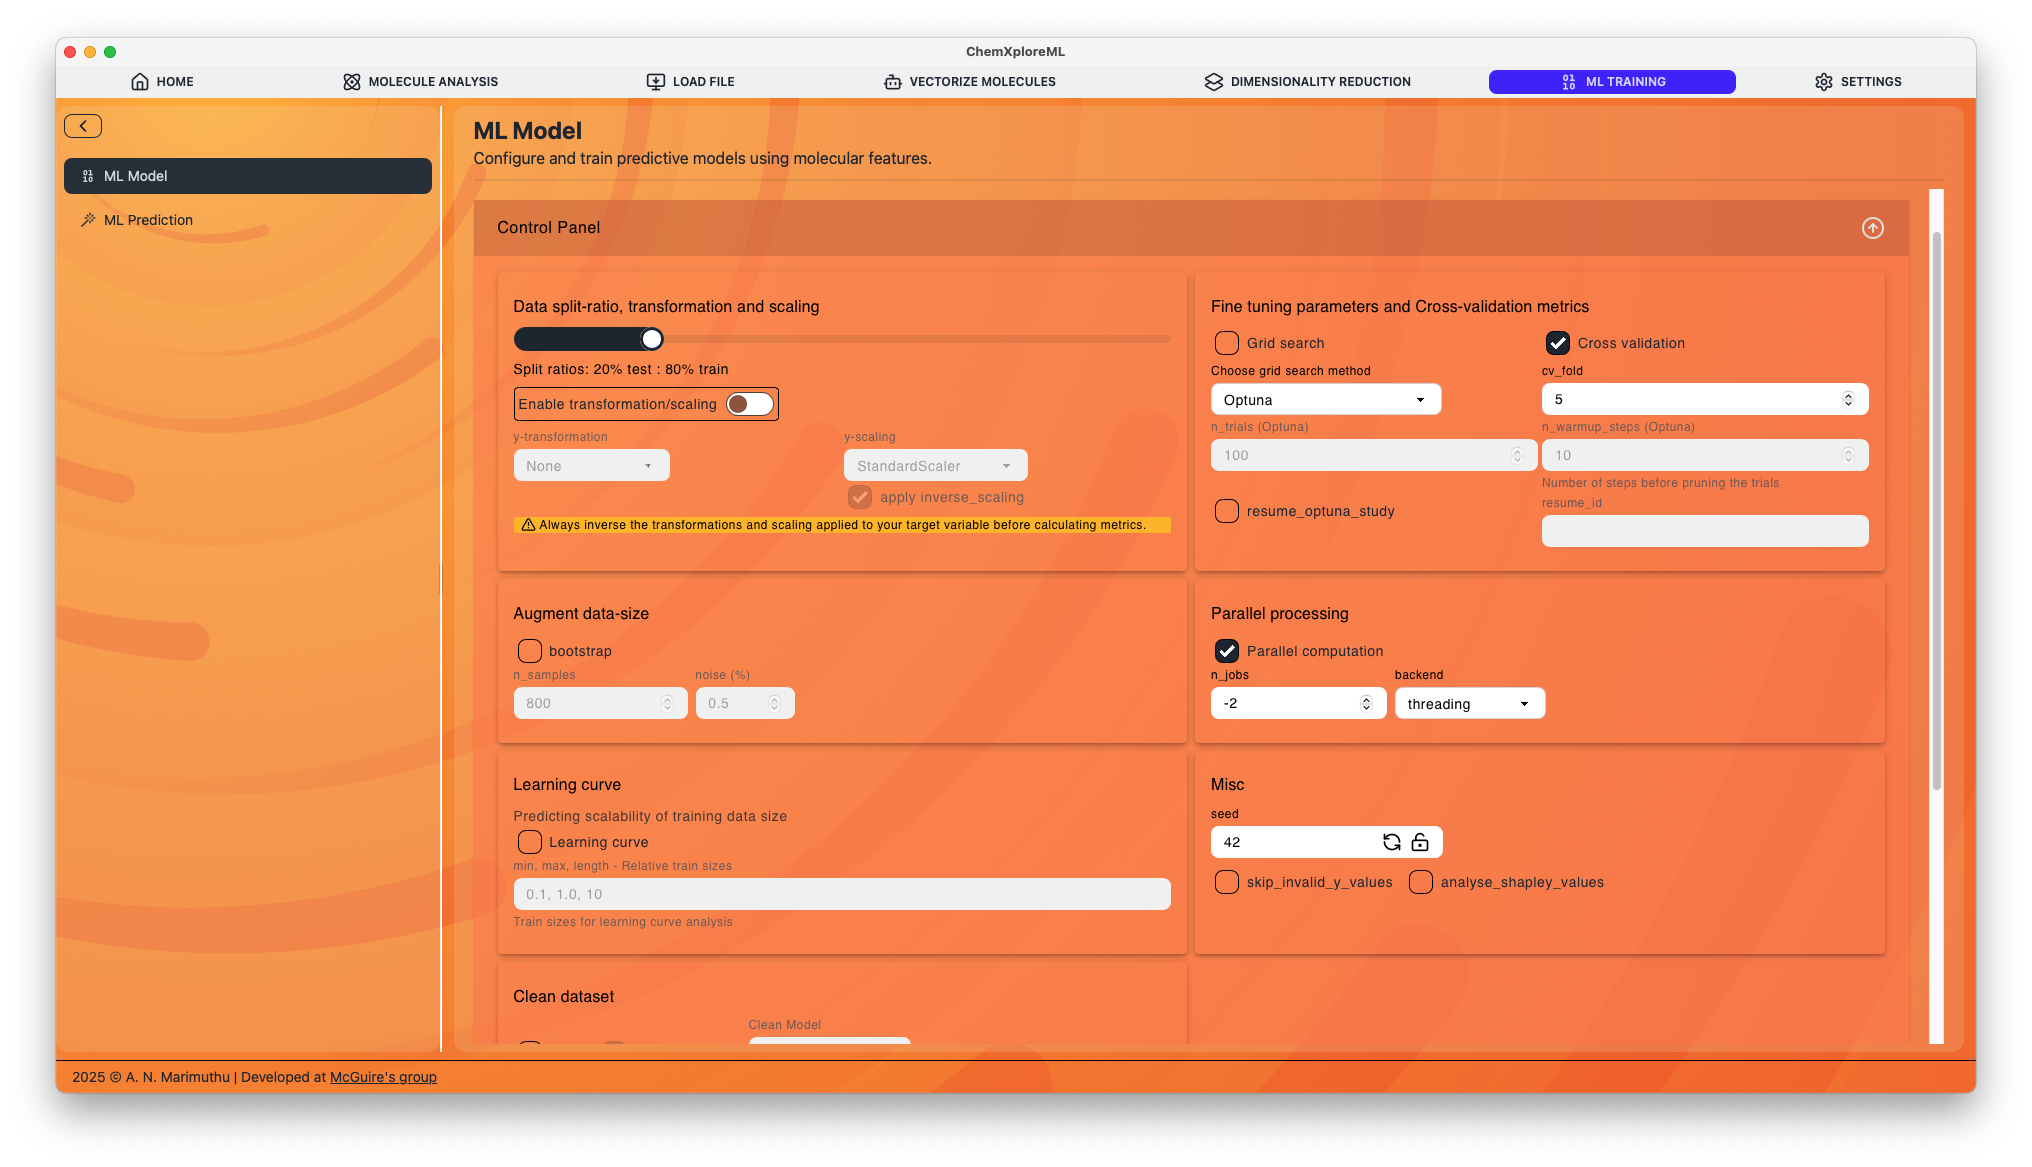 ChemXploreML
HOME
MOLECULE ANALYSIS
LOAD FILE
VECTORIZE MOLECULES
DIMENSIONALITY REDUCTION
ML TRAINING
SETTINGS
ML Model
ML Prediction
ML Model
Configure and train predictive models using molecular features.
Control Panel
Data split-ratio, transformation and scaling
Split ratios: 20% test : 80% train
Enable transformation/scaling
y-transformation
None
y-scaling
StandardScaler
apply inverse_scaling
Always inverse the transformations and scaling applied to your target variable before calculating metrics.
Fine tuning parameters and Cross-validation metrics
Grid search
Cross validation
Choose grid search method
Optuna
cv_fold
5
n_trials (Optuna)
100
n_warmup_steps (Optuna)
10
Number of steps before pruning the trials
resume_optuna_study
resume_id
Augment data-size
bootstrap
n_samples
800
noise (%)
0.5
Parallel processing
Parallel computation
n_jobs
-2
backend
threading
Learning curve
Predicting scalability of training data size
Learning curve
min, max, length - Relative train sizes
0.1, 1.0, 10
Train sizes for learning curve analysis
Misc
seed
42
skip_invalid_y_values
analyse_shapley_values
Clean dataset
Clean Model
2025 © A. N. Marimuthu | Developed at McGuire's group